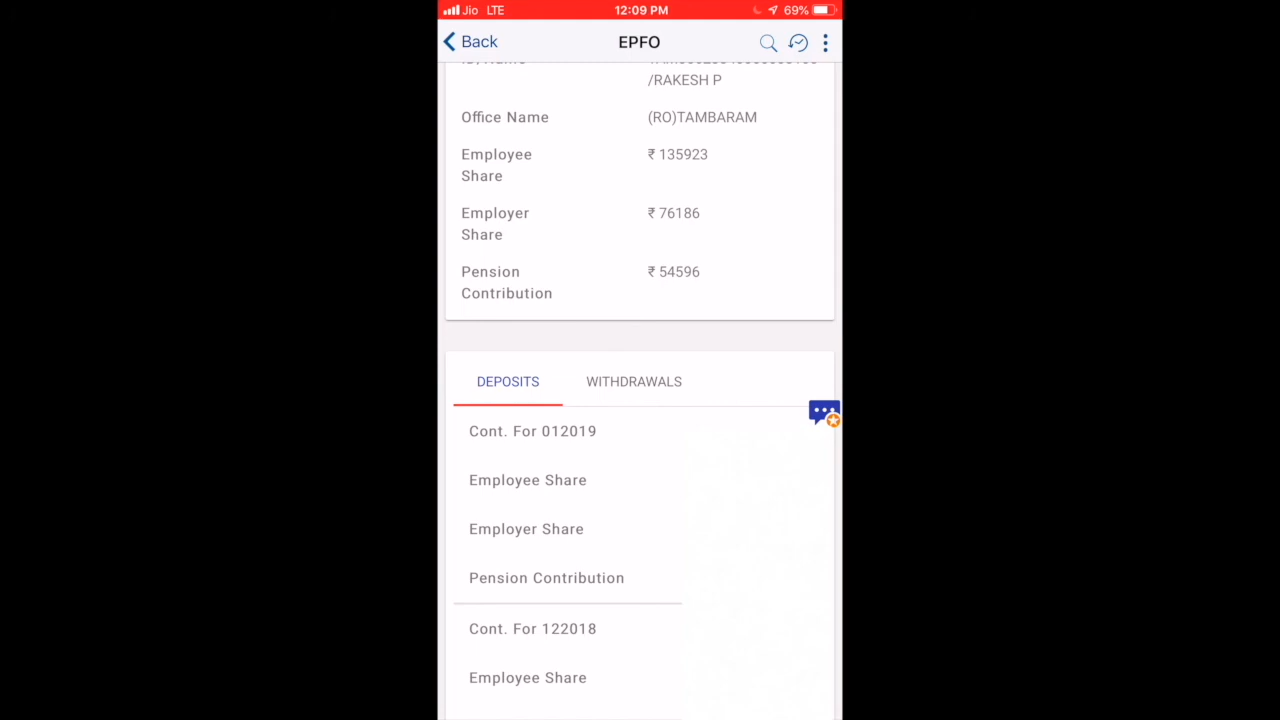 Jio LTE 12:09 PM 69%
Back EPFO
/RAKESH P
Office Name (RO)TAMBARAM
Employee Share ₹ 135923
Employer Share ₹ 76186
Pension Contribution ₹ 54596
DEPOSITS WITHDRAWALS
Cont. For 012019
Employee Share
Employer Share
Pension Contribution
Cont. For 122018
Employee Share